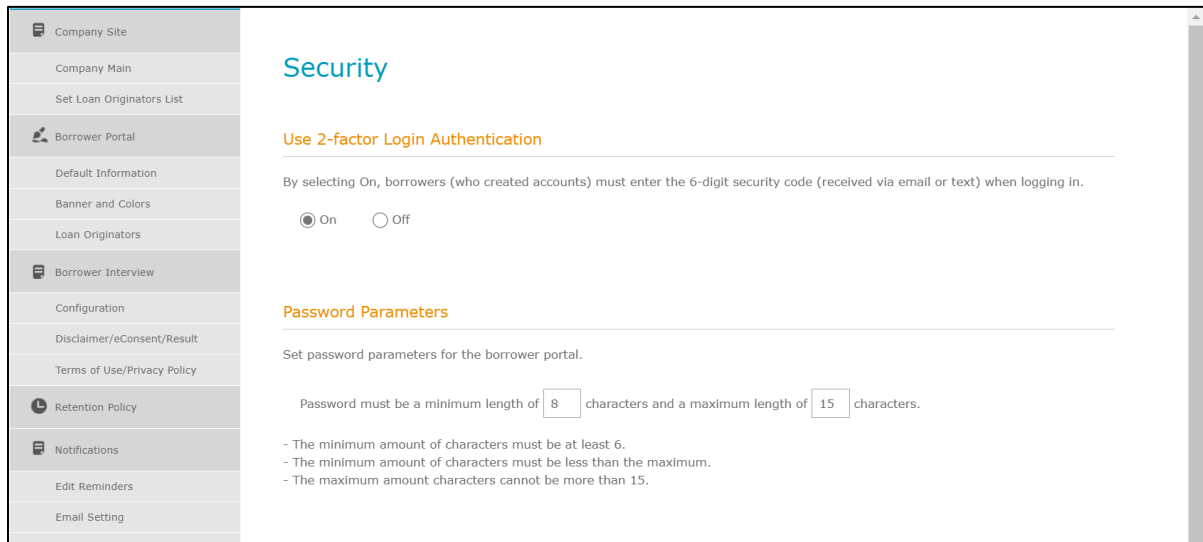 Company Site
Company Main
Set Loan Originators List
Borrower Portal
Default Information
Banner and Colors
Loan Originators
Borrower Interview
Configuration
Disclaimer/eConsent/Result
Terms of Use/Privacy Policy
Retention Policy
Notifications
Edit Reminders
Email Setting
Security
Use 2-factor Login Authentication
By selecting On, borrowers (who created accounts) must enter the 6-digit security code (received via email or text) when logging in.
On Off
Password Parameters
Set password parameters for the borrower portal.
Password must be a minimum length of 8 characters and a maximum length of 15 characters.
- The minimum amount of characters must be at least 6.
- The minimum amount of characters must be less than the maximum.
- The maximum amount characters cannot be more than 15.